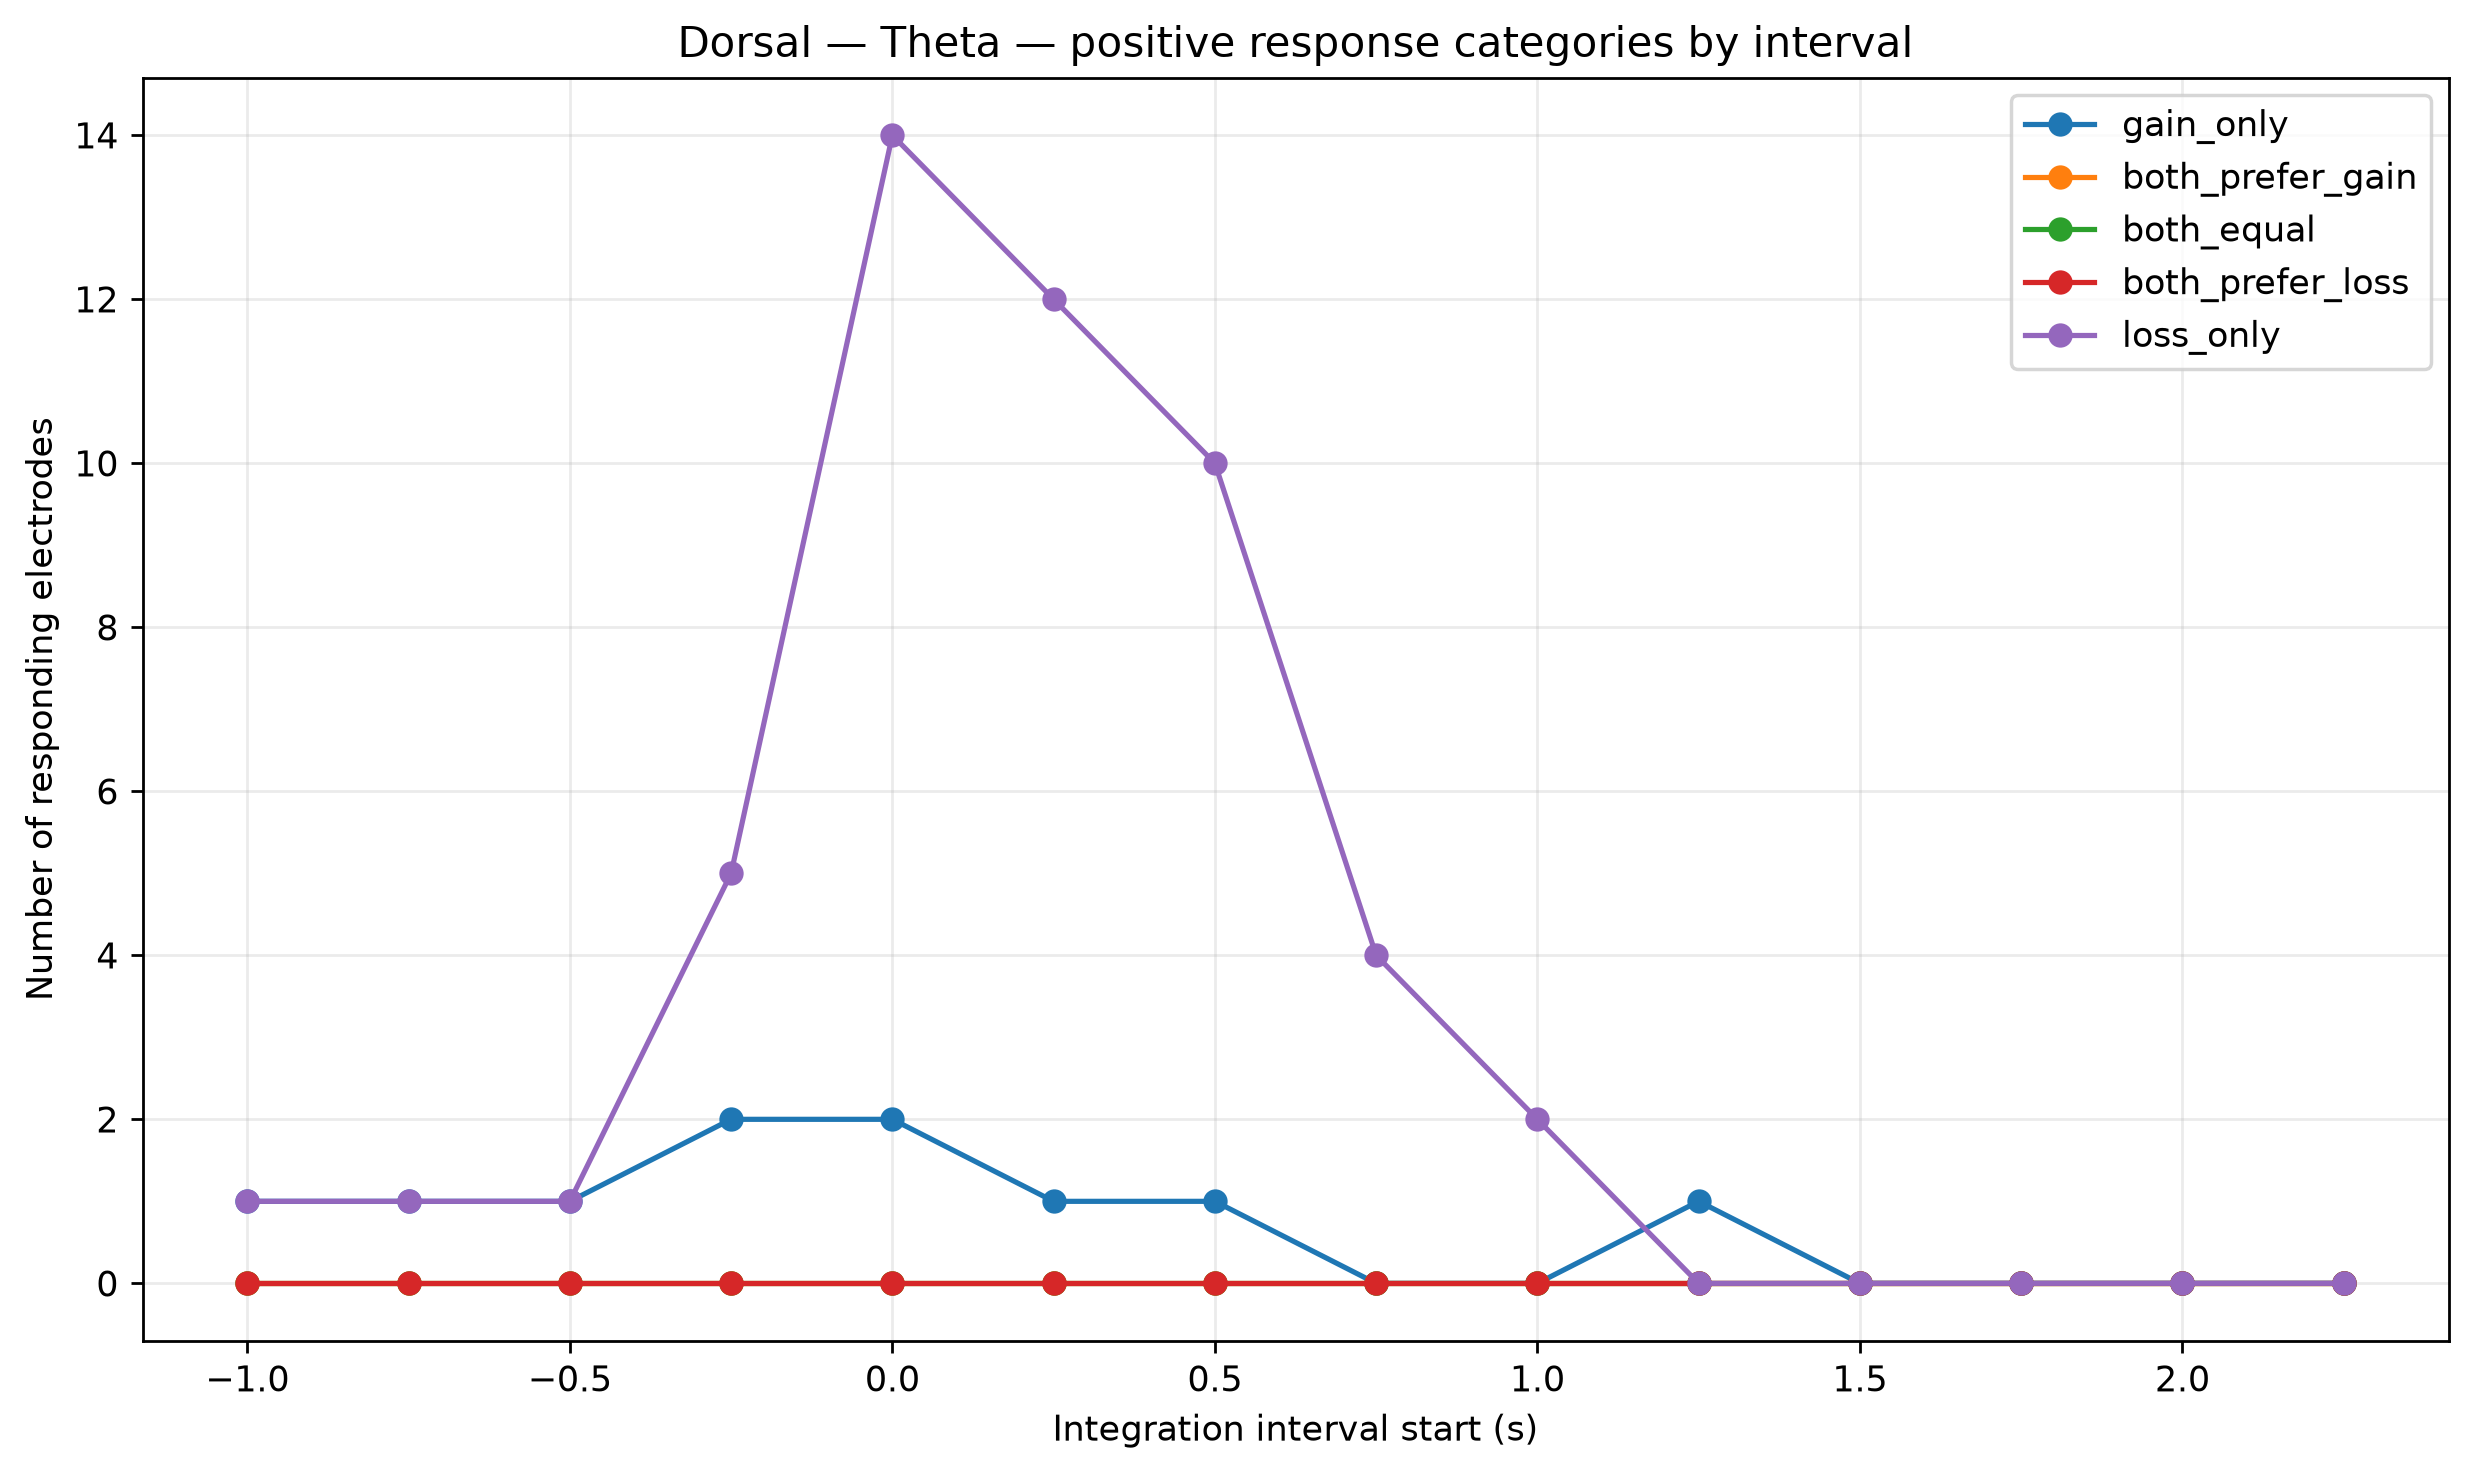 Dorsal — Theta — positive response categories by interval
gain_only
both_prefer_gain
both_equal
both_prefer_loss
loss_only
Number of responding electrodes
14
12
10
8
6
4
2
0
−1.0
−0.5
0.0
0.5
1.0
1.5
2.0
Integration interval start (s)